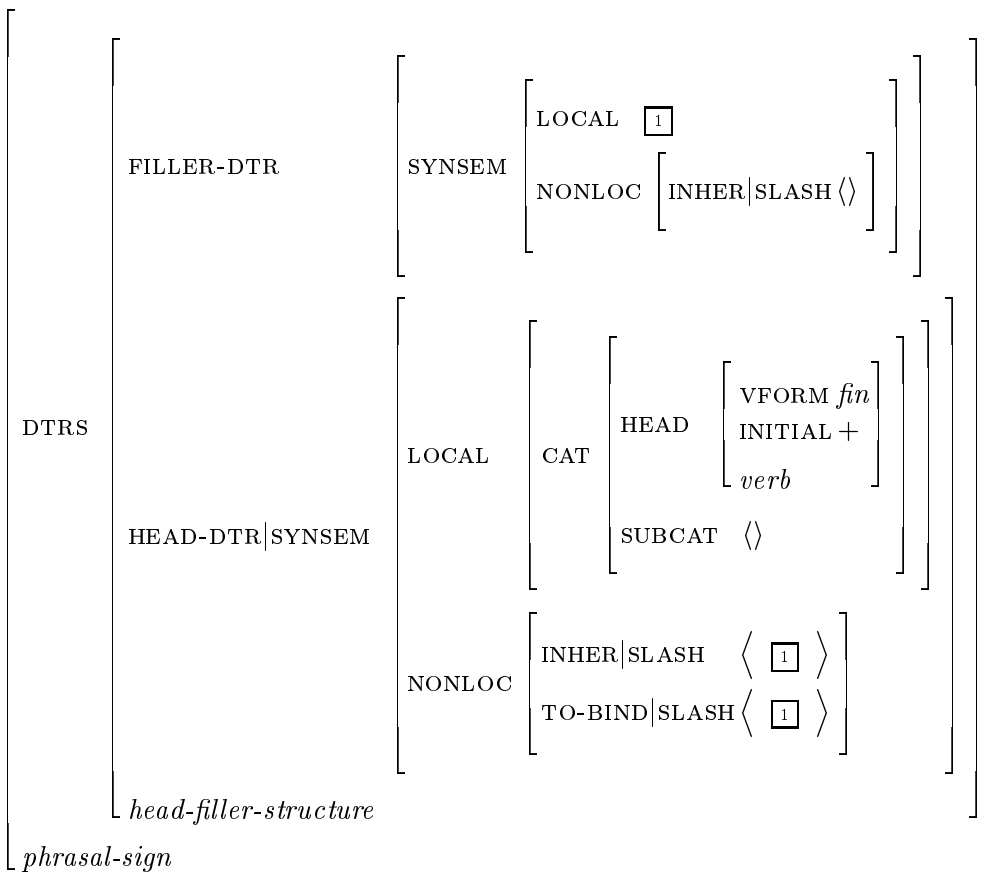 LOCAL 1
FILLER-DTR SYNSEM
NONLOC INHER|SLASH ⟨⟩
VFORM fin
HEAD INITIAL +
verb
DTRS LOCAL CAT
SUBCAT ⟨⟩
HEAD-DTR|SYNSEM
INHER|SLASH ⟨ 1 ⟩
NONLOC
TO-BIND|SLASH ⟨ 1 ⟩
head-filler-structure
phrasal-sign